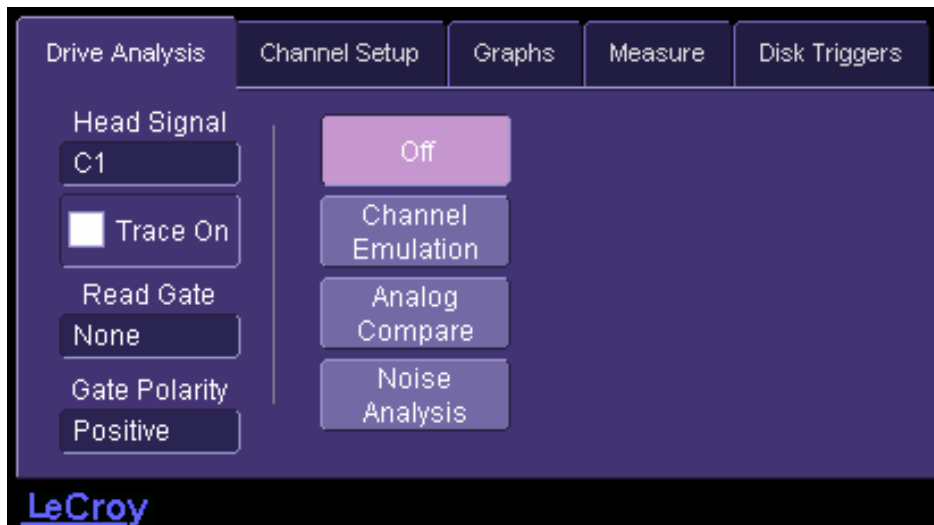 Drive Analysis
Channel Setup
Graphs
Measure
Disk Triggers
Head Signal
C1
Trace On
Read Gate
None
Gate Polarity
Positive
Off
Channel
Emulation
Analog
Compare
Noise
Analysis
LeCroy